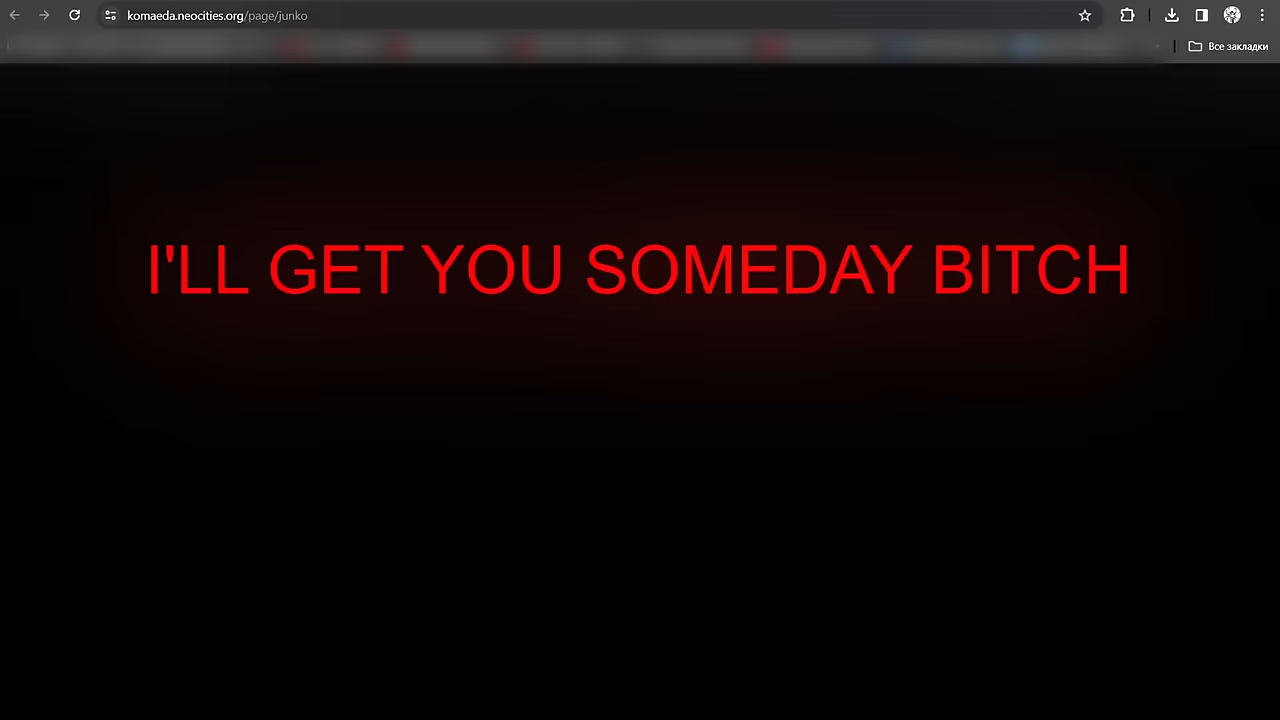 komaeda.neocities.org/page/junko
Все закладки
I'LL GET YOU SOMEDAY BITCH